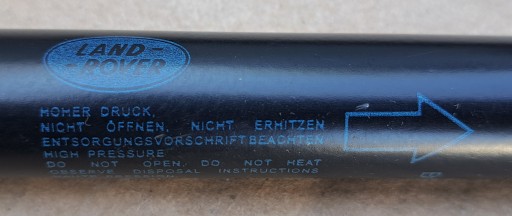 LAND-
-ROVER
HOHER DRUCK,
NICHT ÖFFNEN, NICHT ERHITZEN
ENTSORGUNGSVORSCHRIFT BEACHTEN
HIGH PRESSURE
DO NOT OPEN, DO NOT HEAT
OBSERVE DISPOSAL INSTRUCTIONS